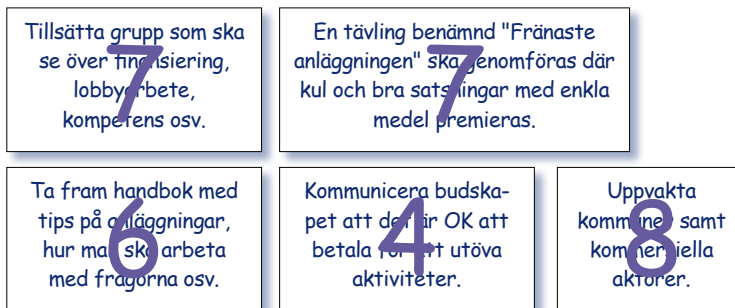 Tillsätta grupp som ska
se över finansiering,
lobbyarbete,
kompetens osv.
7
En tävling benämnd "Fränaste
anläggningen" ska genomföras där
kul och bra satsningar med enkla
medel premieras.
7
Ta fram handbok med
tips på anläggningar,
hur man ska arbeta
med frågorna osv.
6
Kommunicera budska-
pet att det är OK att
betala för att utöva
aktiviteter.
4
Uppvakta
kommuner samt
kommersiella
aktörer.
8